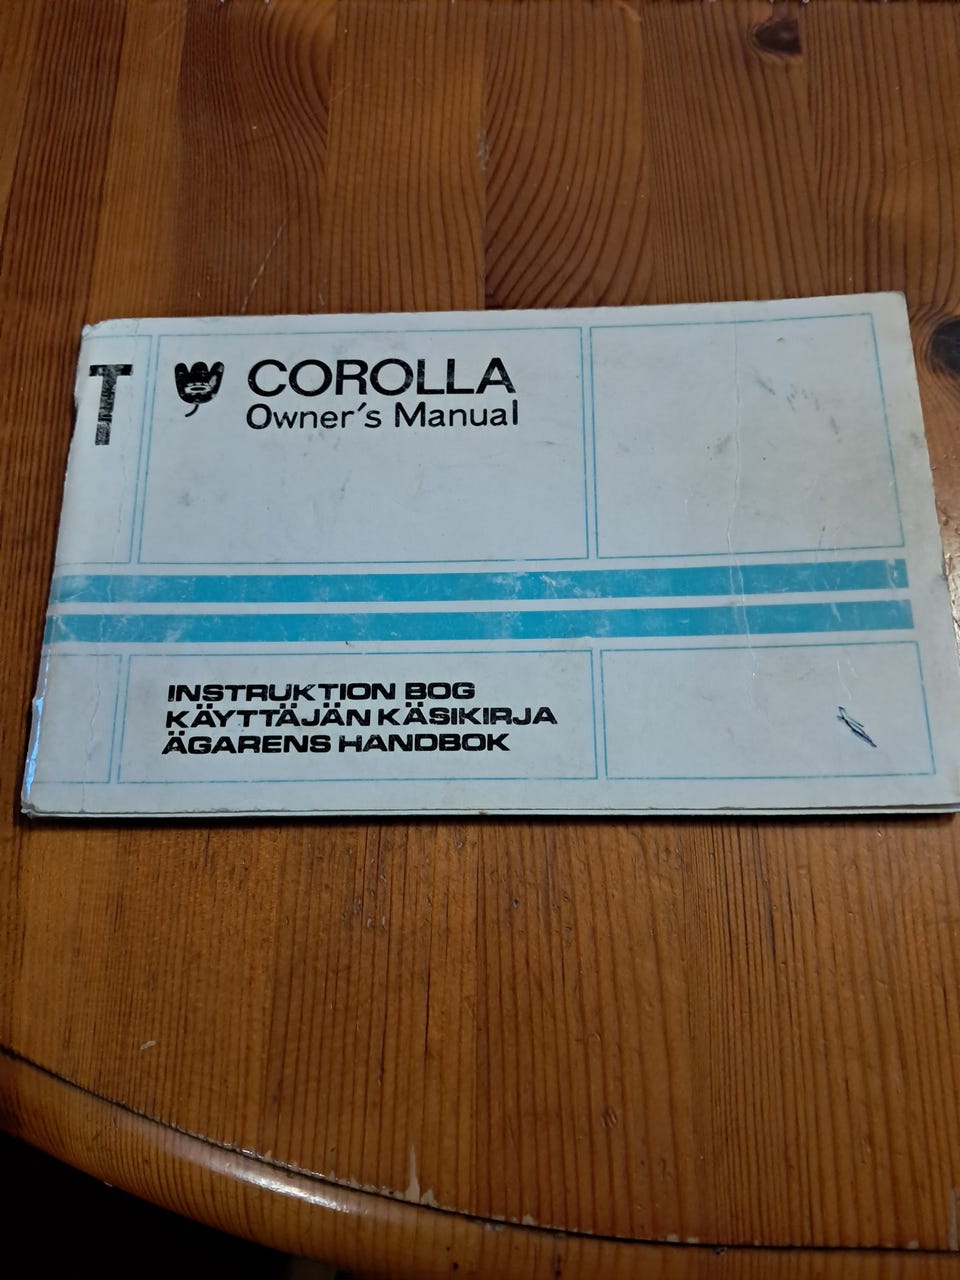 T
COROLLA
Owner's Manual
INSTRUKTION BOG
KÄYTTÄJÄN KÄSIKIRJA
ÄGARENS HANDBOK